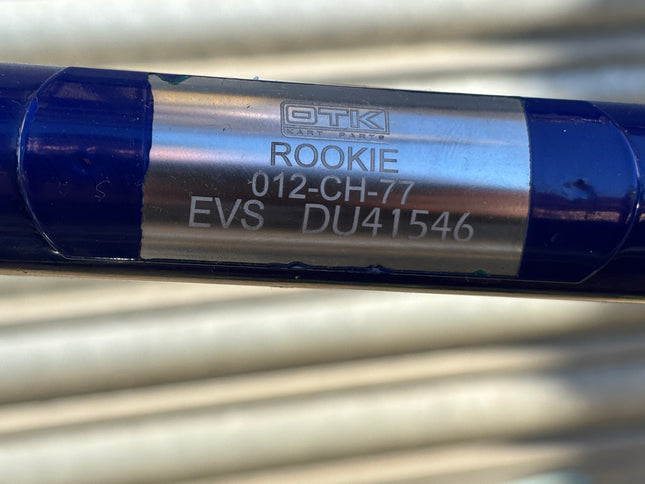 OTK
KART PARTS
ROOKIE
012-CH-77
EVS DU41546